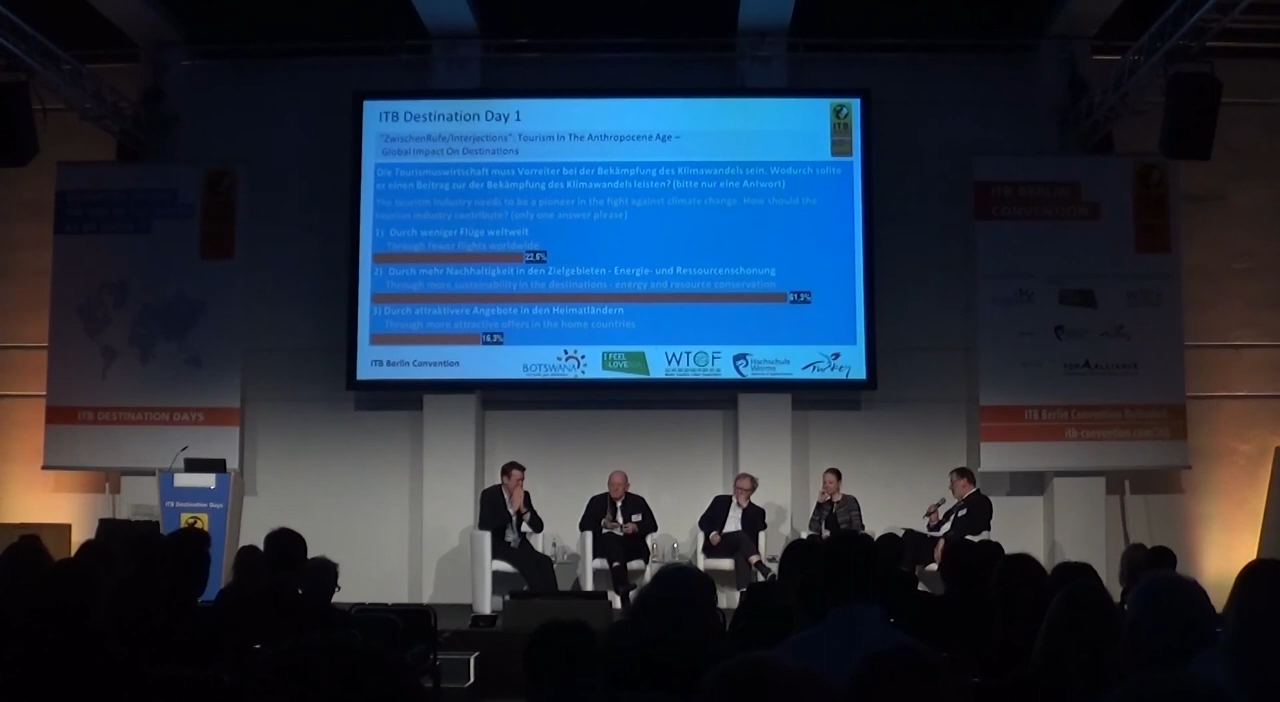 ITB Destination Day 1
ITB
"ZwischenRufe/Interjections": Tourism In The Anthropocene Age –
Global Impact On Destinations
Die Tourismuswirtschaft muss Vorreiter bei der Bekämpfung des Klimawandels sein. Wodurch sollte
er einen Beitrag zur der Bekämpfung des Klimawandels leisten? (bitte nur eine Antwort)
The tourism industry needs to be a pioneer in the fight against climate change. How should the
tourism industry contribute? (only one answer please)
1) Durch weniger Flüge weltweit
Through fewer flights worldwide
22,6%
2) Durch mehr Nachhaltigkeit in den Zielgebieten - Energie- und Ressourcenschonung
Through more sustainability in the destinations - energy and resource conservation
61,3%
3) Durch attraktivere Angebote in den Heimatländern
Through more attractive offers in the home countries
16,3%
ITB Berlin Convention
BOTSWANA
I FEEL
SLOVENIA
WTCF
Hochschule
Worms
Turkey
ITB DESTINATION DAYS
ITB Destination Days
ITB BERLIN
CONVENTION
ITB Berlin Convention
itb-convention.com